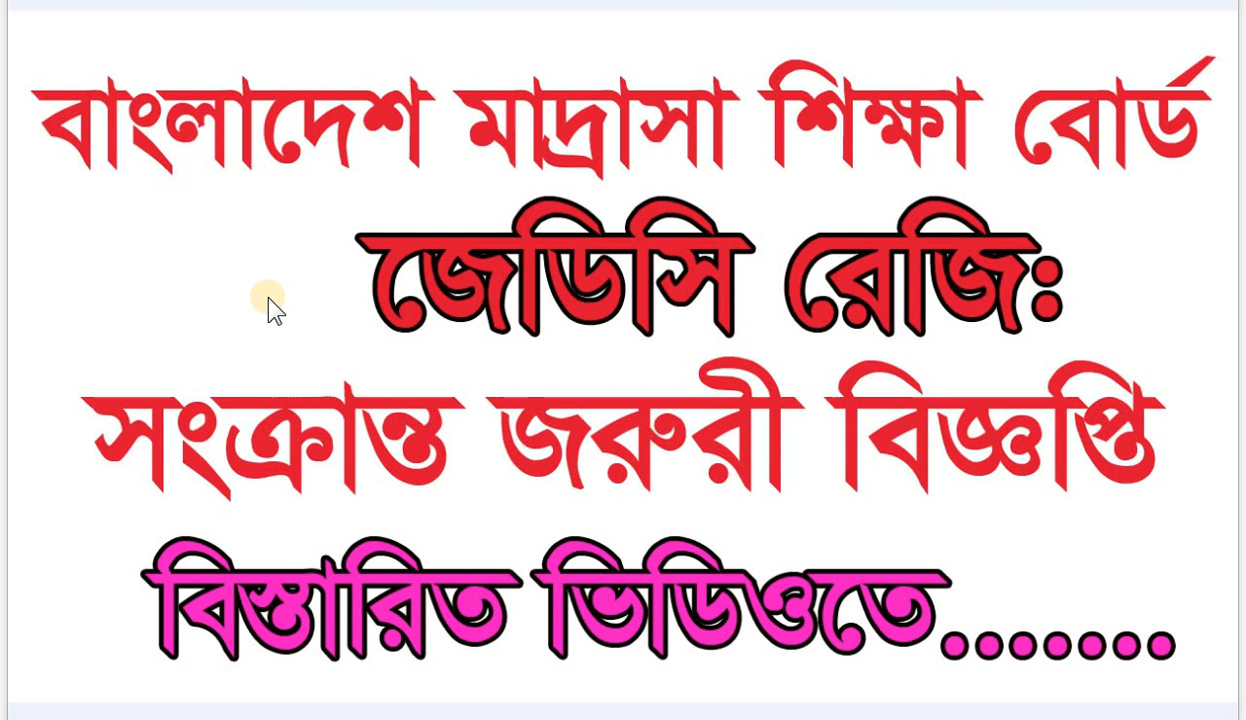 বাংলাদেশ মাদ্রাসা শিক্ষা বোর্ড
জেডিসি রেজি:
সংক্রান্ত জরুরী বিজ্ঞপ্তি
বিস্তারিত ভিডিওতে.......